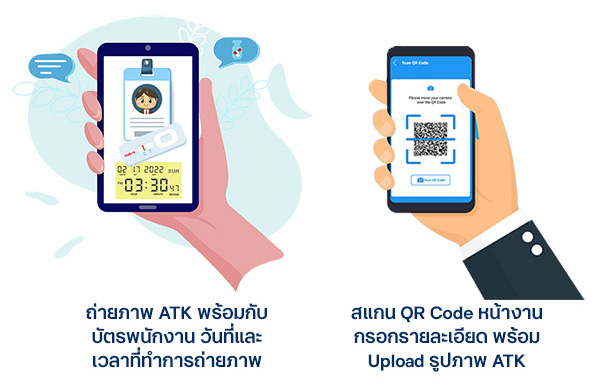 02 17 2022 SUN
PM 03:30 47
HOUR MINUTE SECOND
ถ่ายภาพ ATK พร้อมกับ
บัตรพนักงาน วันที่และ
เวลาที่ทำการถ่ายภาพ
Scan QR Code
Please move your camera
over the QR Code
Scan QR Code
สแกน QR Code หน้างาน
กรอกรายละเอียด พร้อม
Upload รูปภาพ ATK